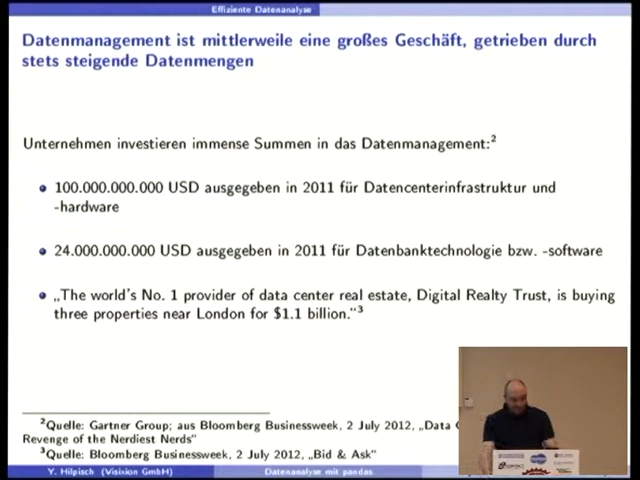 Effiziente Datenanalyse
Datenmanagement ist mittlerweile eine großes Geschäft, getrieben durch
stets steigende Datenmengen
Unternehmen investieren immense Summen in das Datenmanagement:²
100.000.000.000 USD ausgegeben in 2011 für Datencenterinfrastruktur und
-hardware
24.000.000.000 USD ausgegeben in 2011 für Datenbanktechnologie bzw. -software
„The world's No. 1 provider of data center real estate, Digital Realty Trust, is buying
three properties near London for $1.1 billion."³
²Quelle: Gartner Group; aus Bloomberg Businessweek, 2 July 2012, „Data
Revenge of the Nerdiest Nerds"
³Quelle: Bloomberg Businessweek, 2 July 2012, „Bid & Ask"
Y. Hilpisch (Visixion GmbH)
Datenanalyse mit pandas